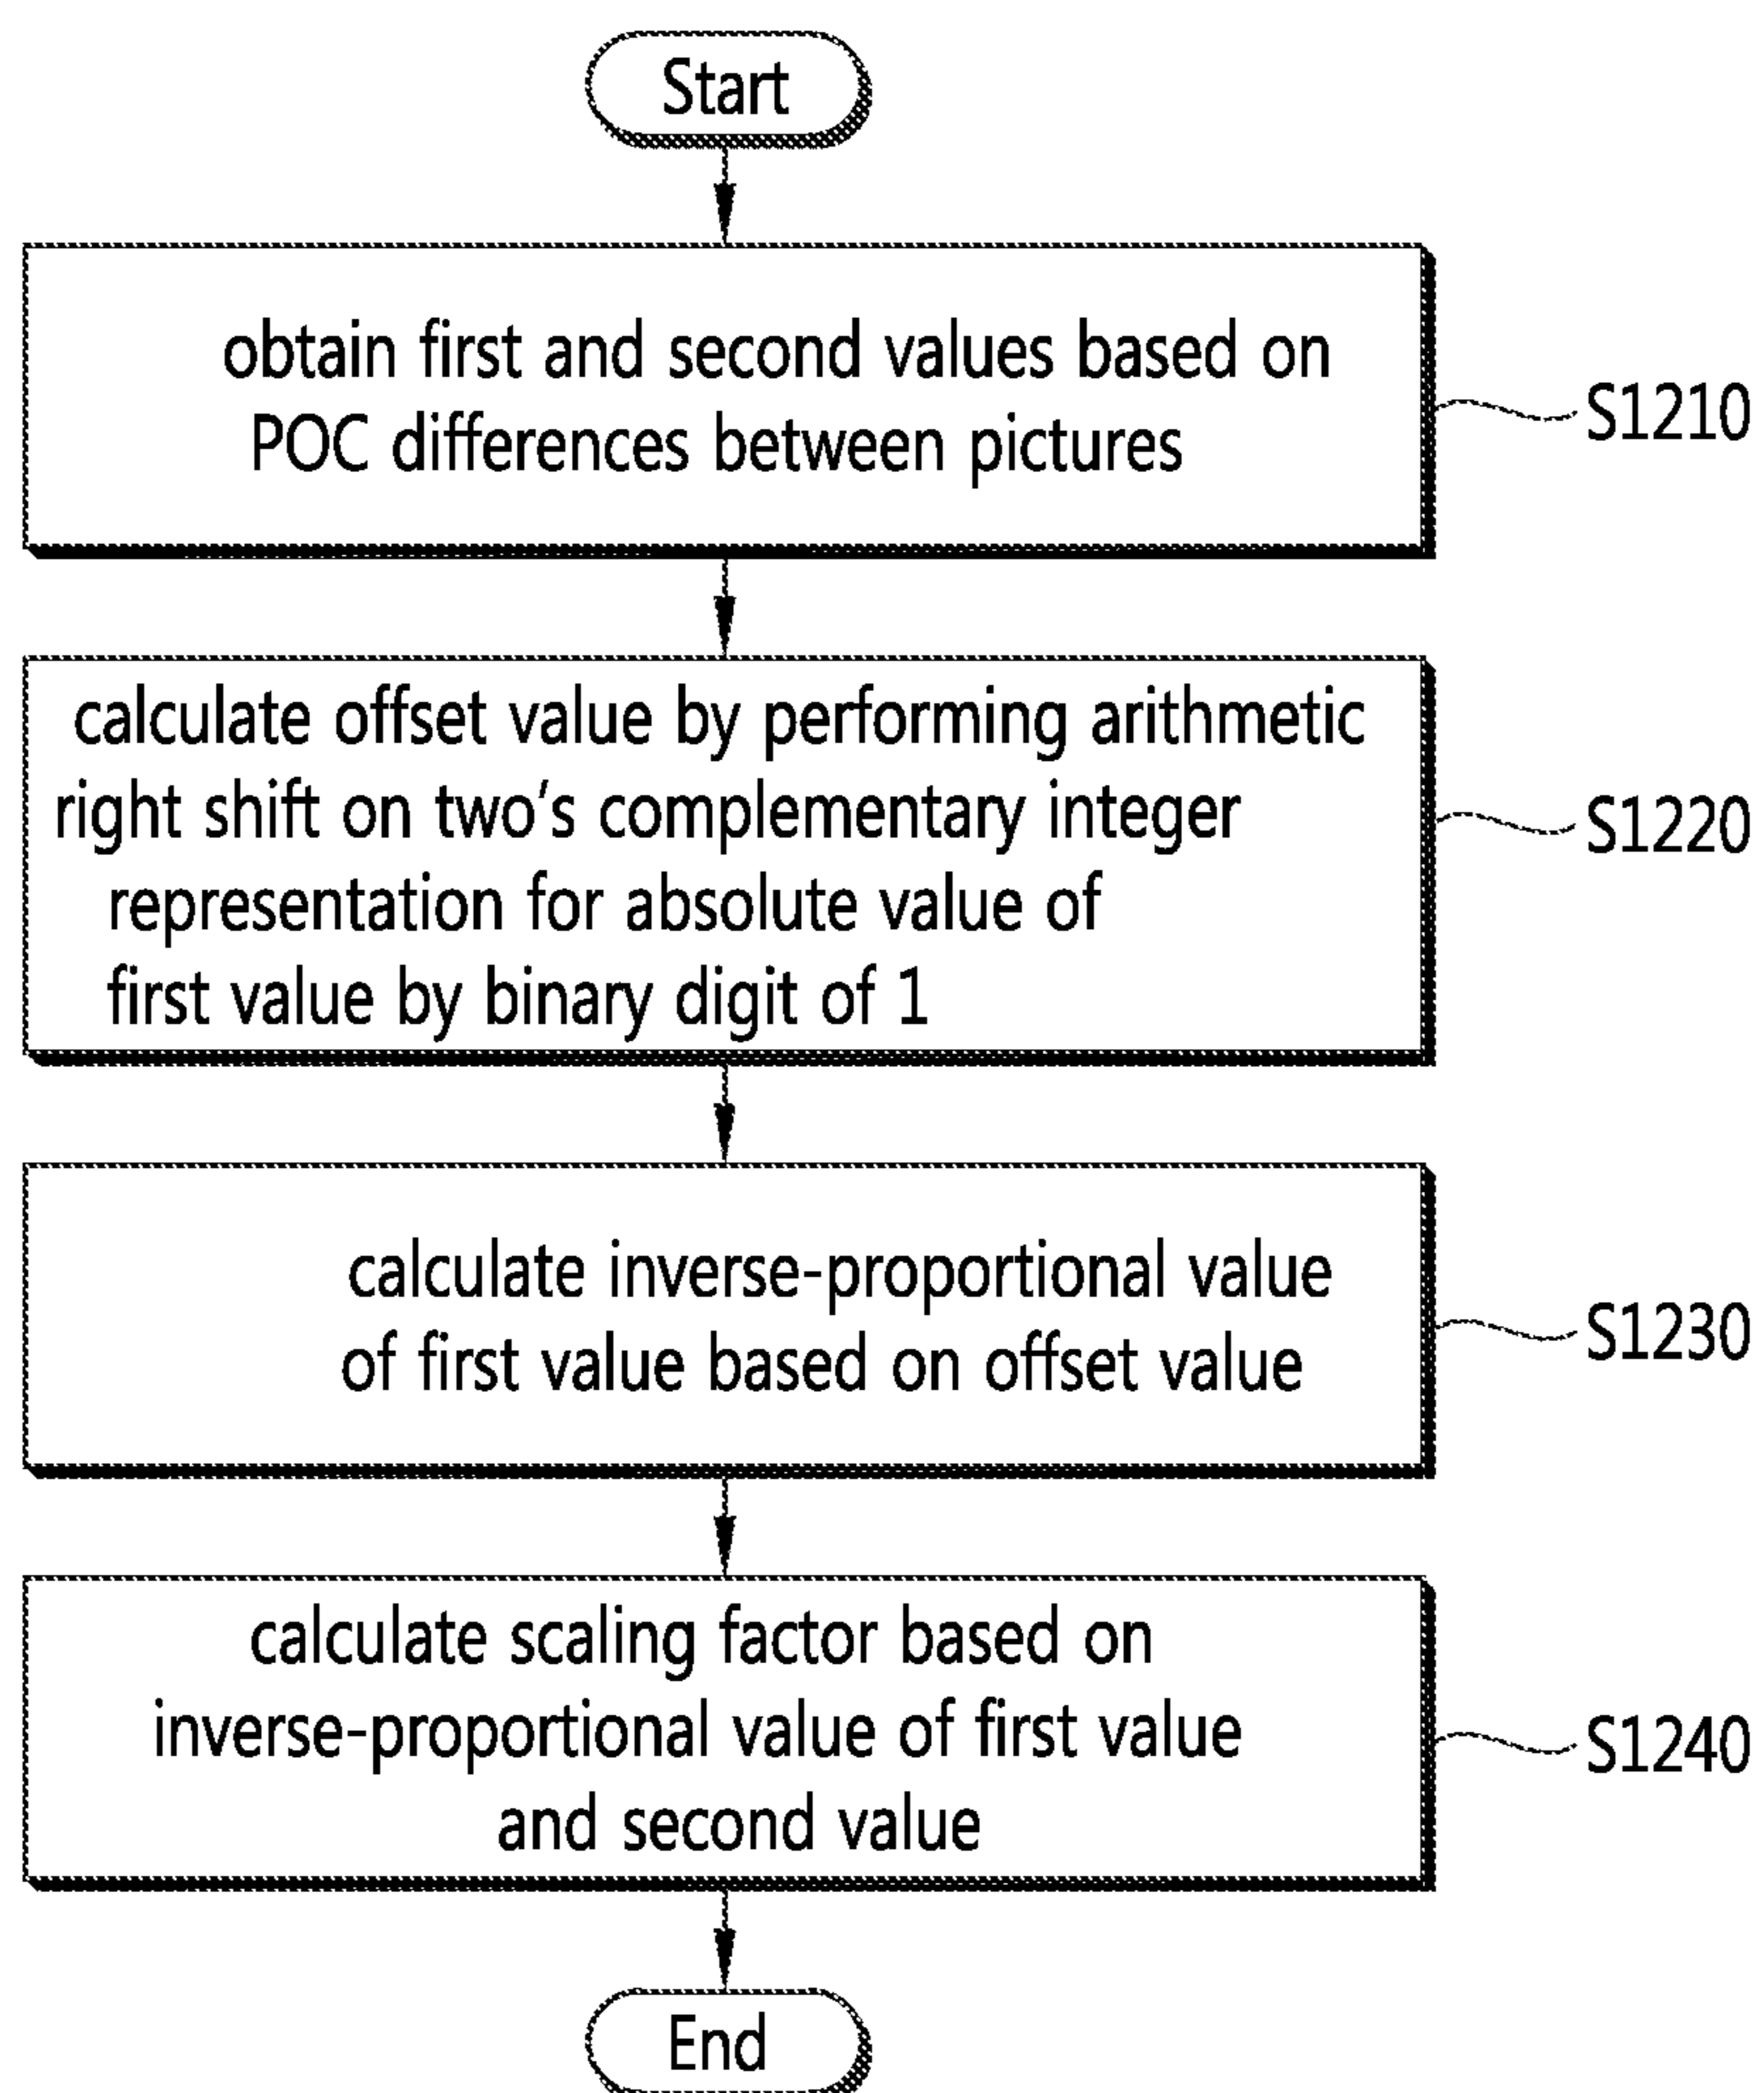 Start
obtain first and second values based on
POC differences between pictures
S1210
calculate offset value by performing arithmetic
right shift on two's complementary integer
representation for absolute value of
first value by binary digit of 1
S1220
calculate inverse-proportional value
of first value based on offset value
S1230
calculate scaling factor based on
inverse-proportional value of first value
and second value
S1240
End